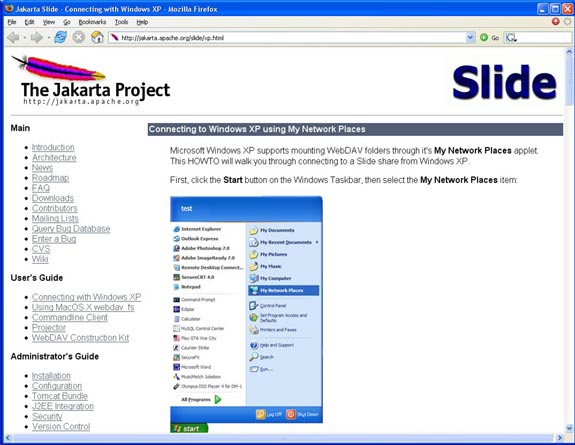 Jakarta Slide - Connecting with Windows XP - Mozilla Firefox
File Edit View Go Bookmarks Tools Help
http://jakarta.apache.org/slide/xp.html
Go
The Jakarta Project
http://jakarta.apache.org
Slide
Main
Introduction
Architecture
News
Roadmap
FAQ
Downloads
Contributors
Mailing Lists
Query Bug Database
Enter a Bug
CVS
Wiki
User's Guide
Connecting with Windows XP
Using MacOS X webdav_fs
Commandline Client
Projector
WebDAV Construction Kit
Administrator's Guide
Installation
Configuration
Tomcat Bundle
J2EE Integration
Security
Version Control
Connecting to Windows XP using My Network Places
Microsoft Windows XP supports mounting WebDAV folders through it's My Network Places applet.
This HOWTO will walk you through connecting to a Slide share from Windows XP.
First, click the Start button on the Windows Taskbar, then select the My Network Places item:
test
Internet Explorer
Outlook Express
Adobe Photoshop 7.0
Adobe ImageReady 7.0
Remote Desktop Connect...
SecureCRT 4.0
Notepad
Command Prompt
Eclipse
Calculator
MySQL Control Center
Play GTA Vice City
Counter Strike
SecureFX
Microsoft Word
MusicMatch Jukebox
Olympus DSS Player 4 for DM-1
All Programs
My Documents
My Recent Documents
My Pictures
My Music
My Computer
My Network Places
Control Panel
Set Program Access and
Defaults
Printers and Faxes
Help and Support
Search
Run...
Log Off
Shut Down
start